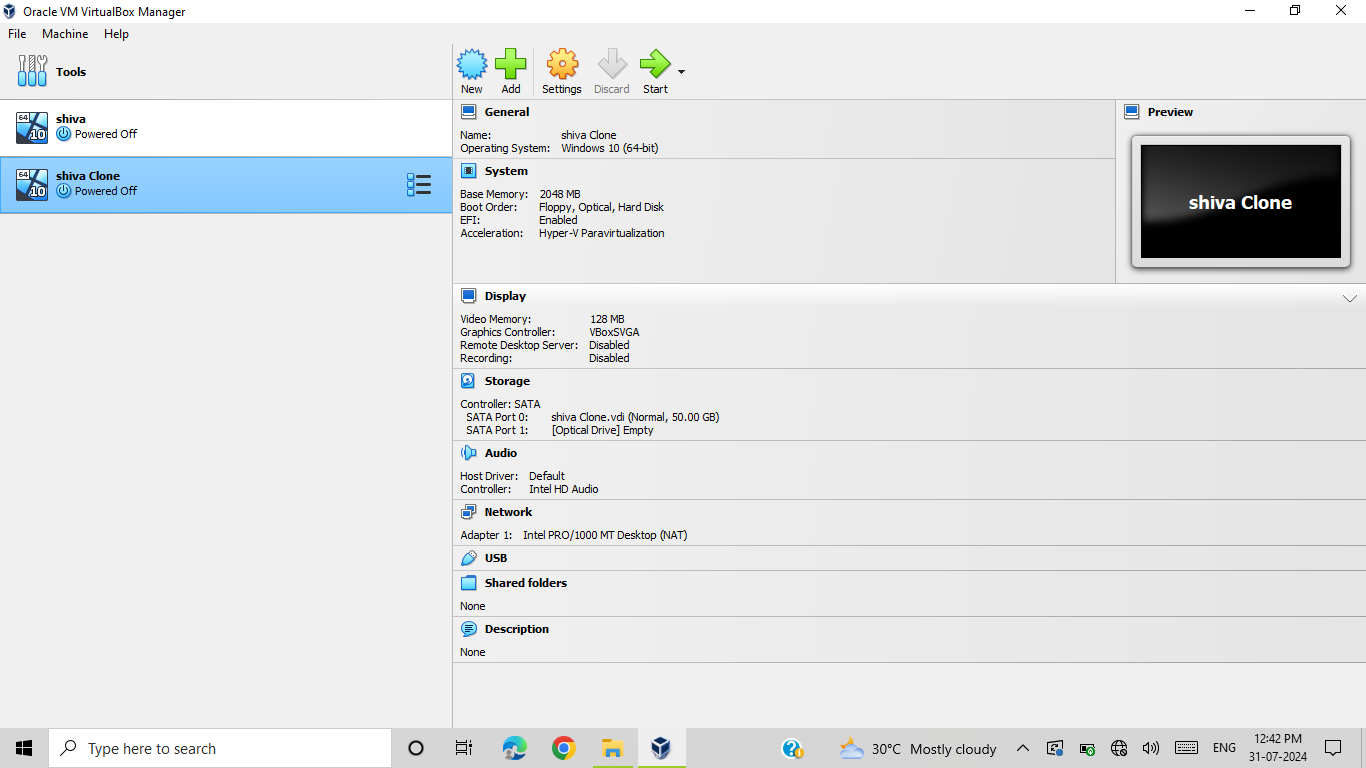 Oracle VM VirtualBox Manager
File Machine Help
Tools
New Add Settings Discard Start
64
10
shiva
Powered Off
64
10
shiva Clone
Powered Off
General
Name: shiva Clone
Operating System: Windows 10 (64-bit)
System
Base Memory: 2048 MB
Boot Order: Floppy, Optical, Hard Disk
EFI: Enabled
Acceleration: Hyper-V Paravirtualization
Preview
shiva Clone
Display
Video Memory: 128 MB
Graphics Controller: VBoxSVGA
Remote Desktop Server: Disabled
Recording: Disabled
Storage
Controller: SATA
SATA Port 0: shiva Clone.vdi (Normal, 50.00 GB)
SATA Port 1: [Optical Drive] Empty
Audio
Host Driver: Default
Controller: Intel HD Audio
Network
Adapter 1: Intel PRO/1000 MT Desktop (NAT)
USB
Shared folders
None
Description
None
Type here to search
30°C Mostly cloudy
ENG
12:42 PM
31-07-2024